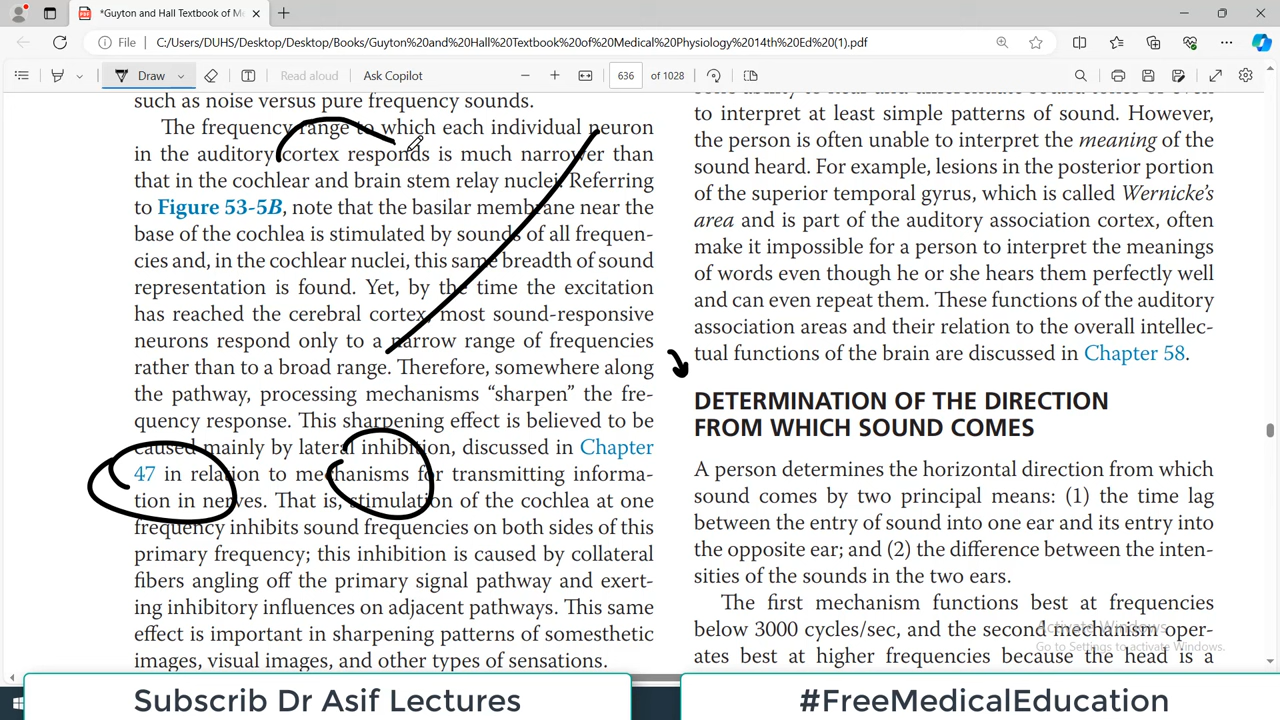 *Guyton and Hall Textbook of Me
File
C:/Users/DUHS/Desktop/Desktop/Books/Guyton%20and%20Hall%20Textbook%20of%20Medical%20Physiology%2014th%20Ed%20(1).pdf
Draw
Read aloud
Ask Copilot
636
of 1028
such as noise versus pure frequency sounds.
The frequency range to which each individual neuron
in the auditory cortex responds is much narrower than
that in the cochlear and brain stem relay nuclei. Referring
to Figure 53-5B, note that the basilar membrane near the
base of the cochlea is stimulated by sounds of all frequen-
cies and, in the cochlear nuclei, this same breadth of sound
representation is found. Yet, by the time the excitation
has reached the cerebral cortex, most sound-responsive
neurons respond only to a narrow range of frequencies
rather than to a broad range. Therefore, somewhere along
the pathway, processing mechanisms “sharpen” the fre-
quency response. This sharpening effect is believed to be
caused mainly by lateral inhibition, discussed in Chapter
47 in relation to mechanisms for transmitting informa-
tion in nerves. That is, stimulation of the cochlea at one
frequency inhibits sound frequencies on both sides of this
primary frequency; this inhibition is caused by collateral
fibers angling off the primary signal pathway and exert-
ing inhibitory influences on adjacent pathways. This same
effect is important in sharpening patterns of somesthetic
images, visual images, and other types of sensations.
to interpret at least simple patterns of sound. However,
the person is often unable to interpret the meaning of the
sound heard. For example, lesions in the posterior portion
of the superior temporal gyrus, which is called Wernicke’s
area and is part of the auditory association cortex, often
make it impossible for a person to interpret the meanings
of words even though he or she hears them perfectly well
and can even repeat them. These functions of the auditory
association areas and their relation to the overall intellec-
tual functions of the brain are discussed in Chapter 58.
DETERMINATION OF THE DIRECTION
FROM WHICH SOUND COMES
A person determines the horizontal direction from which
sound comes by two principal means: (1) the time lag
between the entry of sound into one ear and its entry into
the opposite ear; and (2) the difference between the inten-
sities of the sounds in the two ears.
The first mechanism functions best at frequencies
below 3000 cycles/sec, and the second mechanism oper-
ates best at higher frequencies because the head is a
Activate Windows
Go to Settings to activate Windows.
Subscrib Dr Asif Lectures
#FreeMedicalEducation